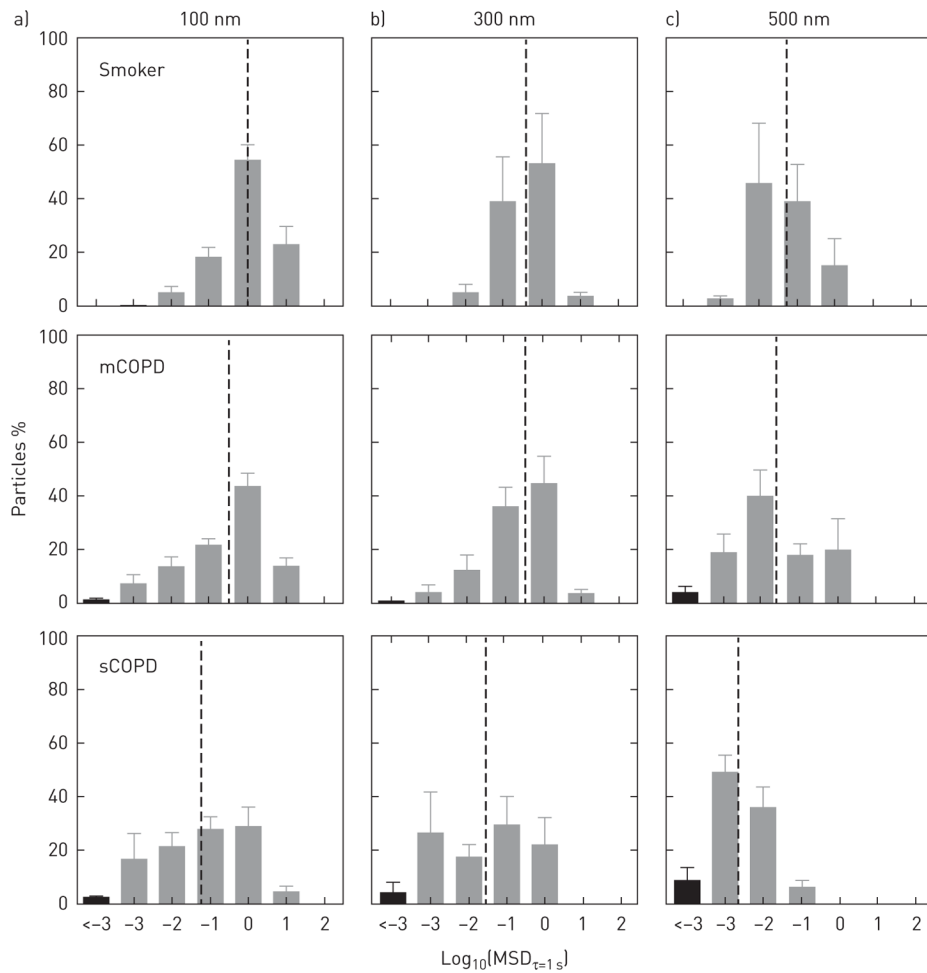 a) 100 nm b) 300 nm c) 500 nm
100
80
60
40
20
0
Smoker
100
80
60
40
20
0
mCOPD
Particles %
100
80
60
40
20
0
sCOPD
<–3 –3 –2 –1 0 1 2 <–3 –3 –2 –1 0 1 2 <–3 –3 –2 –1 0 1 2
Log10(MSDτ=1 s)